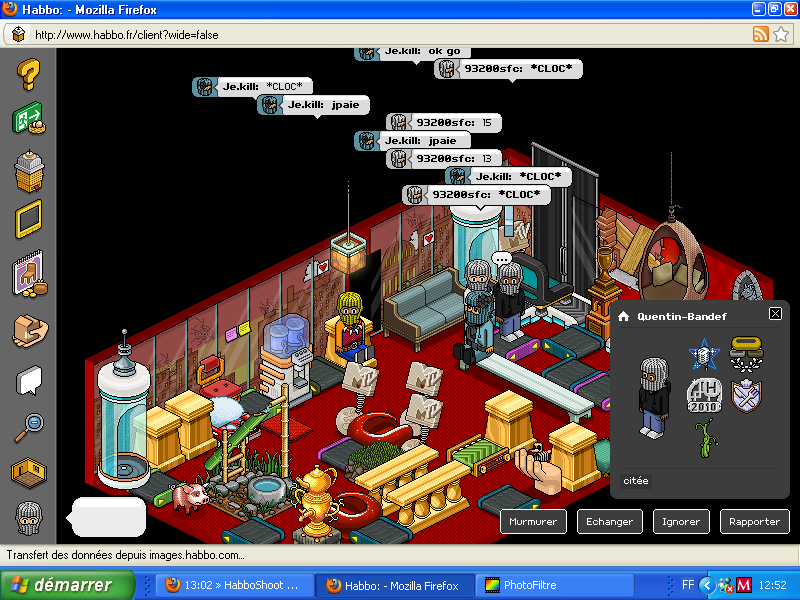 Habbo: - Mozilla Firefox
http://www.habbo.fr/client?wide=false
Je.kill: ok go
93200sfc: *CLOC*
Je.kill: *CLOC*
Je.kill: jpaie
93200sfc: 15
Je.kill: jpaie
93200sfc: 13
Je.kill: *CLOC*
93200sfc: *CLOC*
...
Quentin-Bandef
H
2010
citée
Murmurer Echanger Ignorer Rapporter
Transfert des données depuis images.habbo.com...
démarrer 13:02 » HabboShoot ... Habbo: - Mozilla Firefox PhotoFiltre FF M 12:52